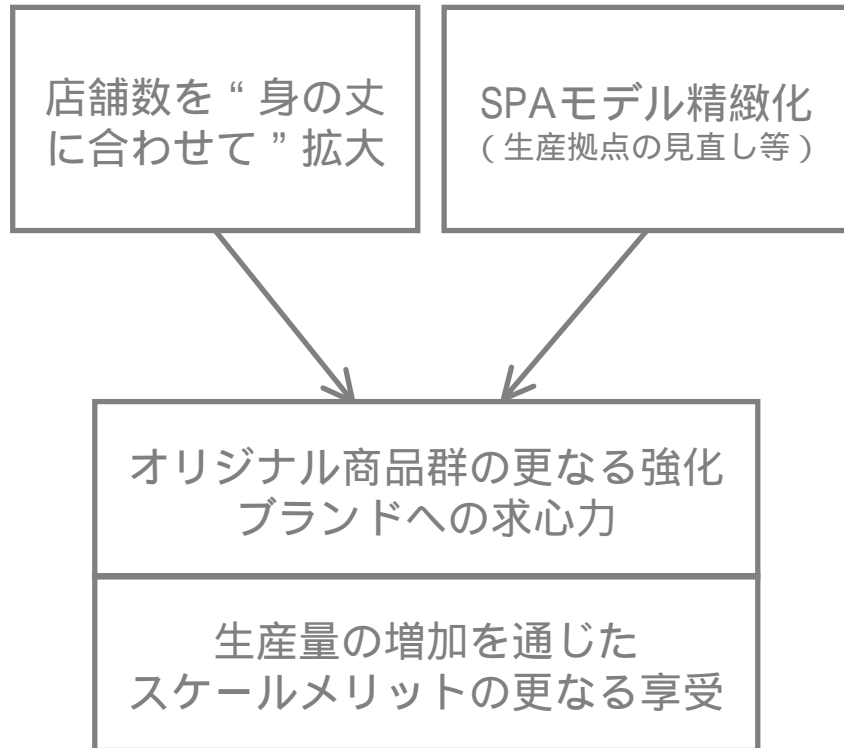 店舗数を“身の丈
に合わせて”拡大
SPAモデル精緻化
(生産拠点の見直し等)
オリジナル商品群の更なる強化
ブランドへの求心力
生産量の増加を通じた
スケールメリットの更なる享受